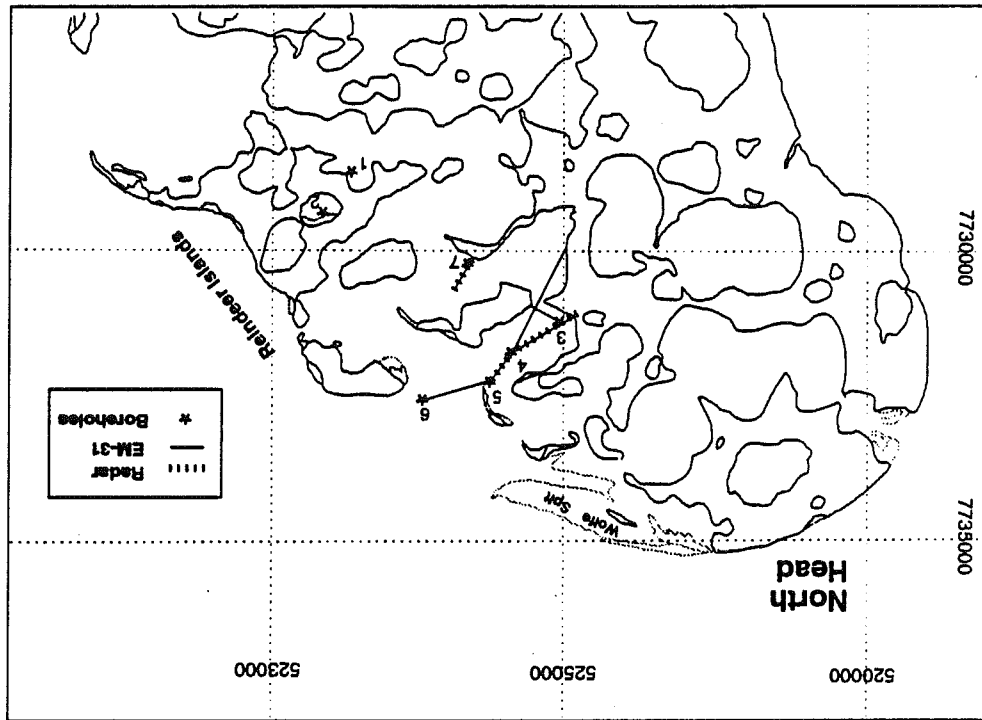 520000
525000
523000
North
Head
7735000
Wolfe
Spit
Radar
EM-31
Boreholes
6
5
4
3
Reindeer Islands
7730000
7
2
1